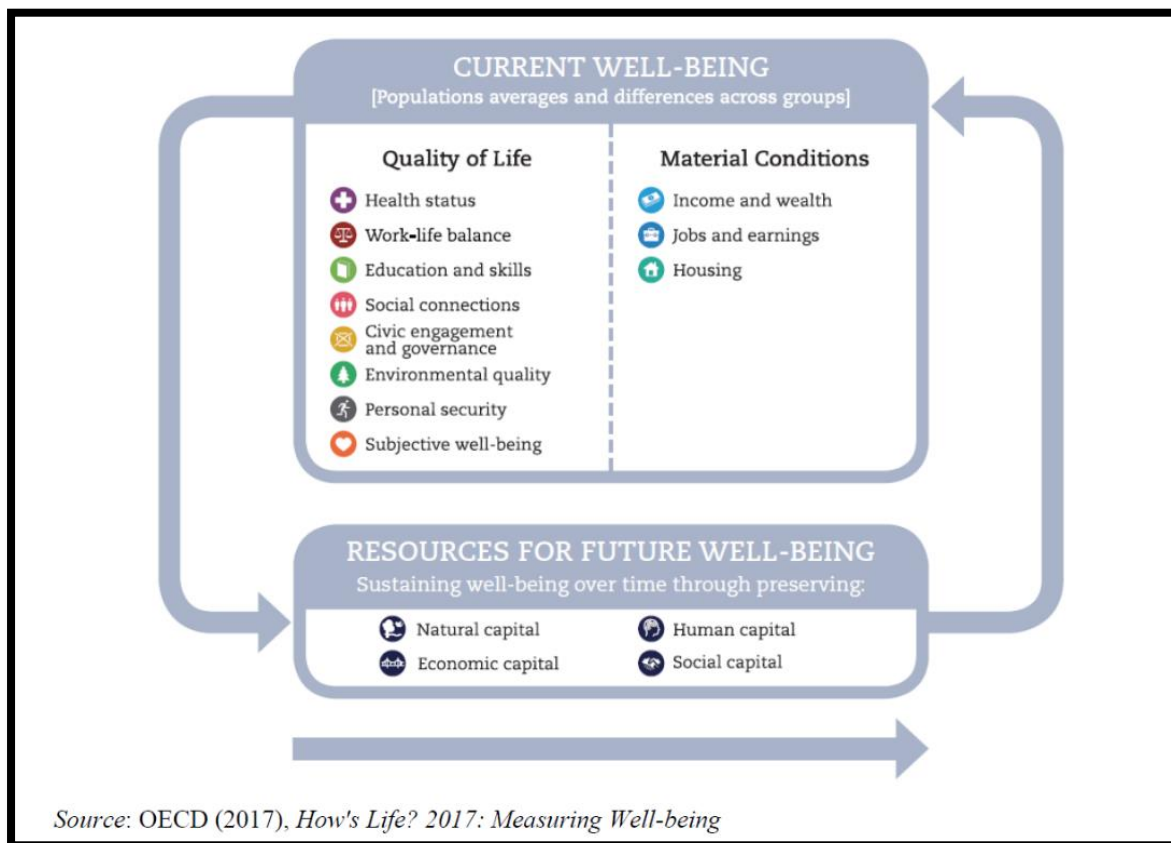 CURRENT WELL-BEING
[Populations averages and differences across groups]
Quality of Life
Health status
Work-life balance
Education and skills
Social connections
Civic engagement
and governance
Environmental quality
Personal security
Subjective well-being
Material Conditions
Income and wealth
Jobs and earnings
Housing
RESOURCES FOR FUTURE WELL-BEING
Sustaining well-being over time through preserving:
Natural capital
Human capital
Economic capital
Social capital
Source: OECD (2017), How's Life? 2017: Measuring Well-being